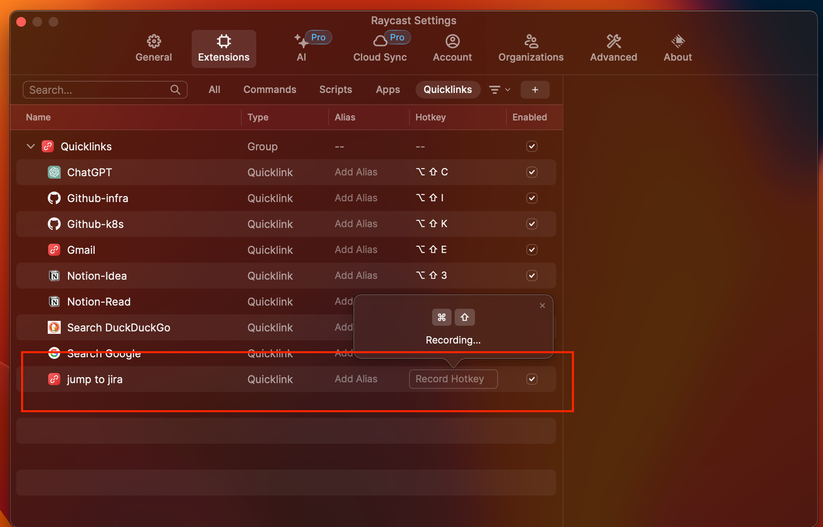 Raycast Settings
General
Extensions
AI
Pro
Cloud Sync
Pro
Account
Organizations
Advanced
About
Search...
All Commands Scripts Apps Quicklinks +
Name Type Alias Hotkey Enabled
Quicklinks Group -- --
ChatGPT Quicklink Add Alias ⌥ ⇧ C
Github-infra Quicklink Add Alias ⌥ ⇧ I
Github-k8s Quicklink Add Alias ⌥ ⇧ K
Gmail Quicklink Add Alias ⌥ ⇧ E
Notion-Idea Quicklink Add Alias ⌥ ⇧ 3
Notion-Read Quicklink
Search DuckDuckGo Quicklink
Search Google Quicklink
⌘ ⇧
Recording...
jump to jira Quicklink Add Alias Record Hotkey